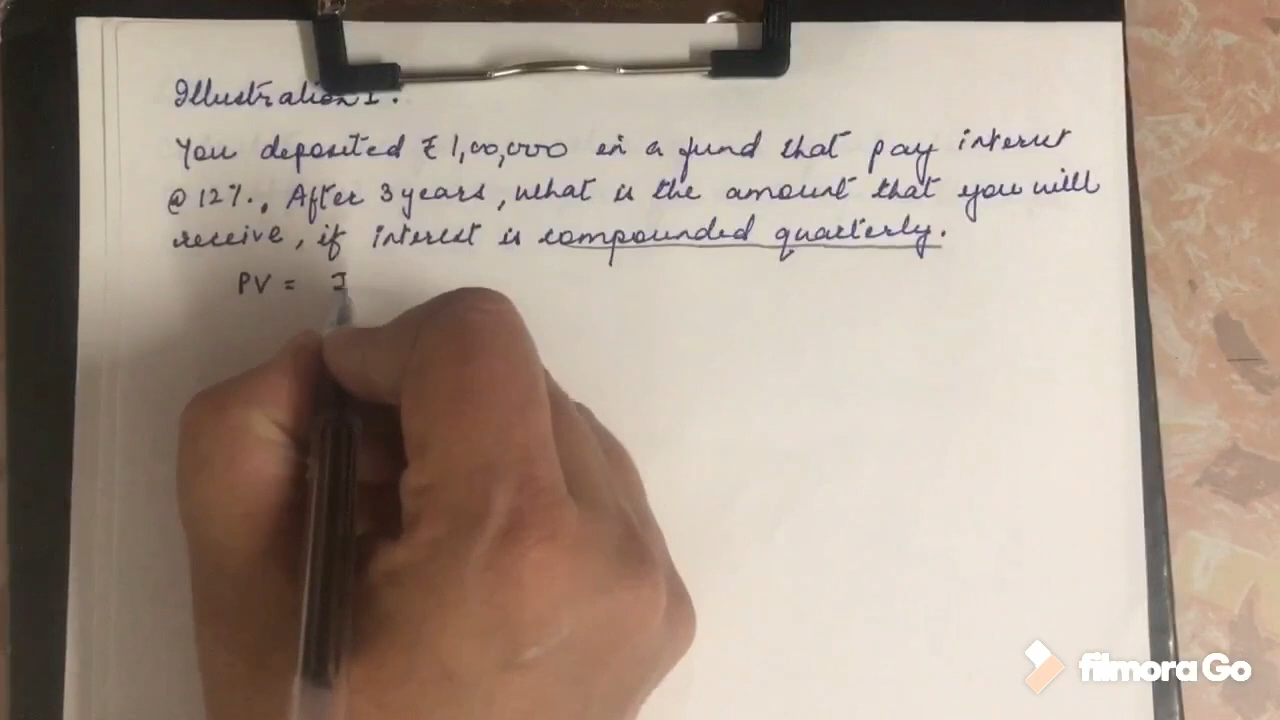 Illustration I.
You deposited ₹ 1,00,000 in a fund that pay interest
@ 12%. After 3 years, what is the amount that you will
receive, if interest is compounded quarterly.
PV = I
filmora Go